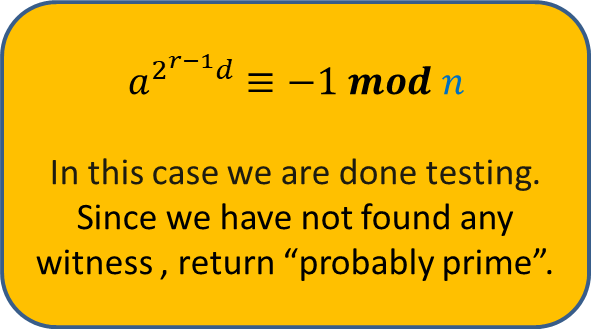 a^{2^{r−1}d} ≡ −1 mod n
In this case we are done testing.
Since we have not found any
witness , return “probably prime”.